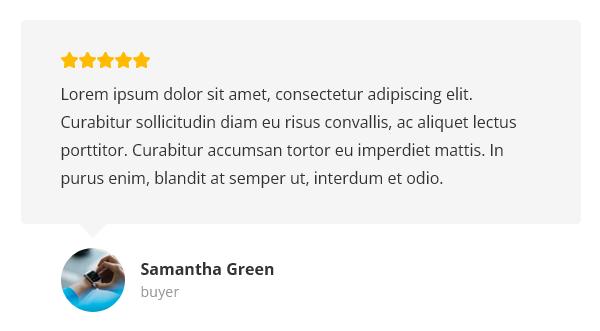 Lorem ipsum dolor sit amet, consectetur adipiscing elit.
Curabitur sollicitudin diam eu risus convallis, ac aliquet lectus
porttitor. Curabitur accumsan tortor eu imperdiet mattis. In
purus enim, blandit at semper ut, interdum et odio.
Samantha Green
buyer